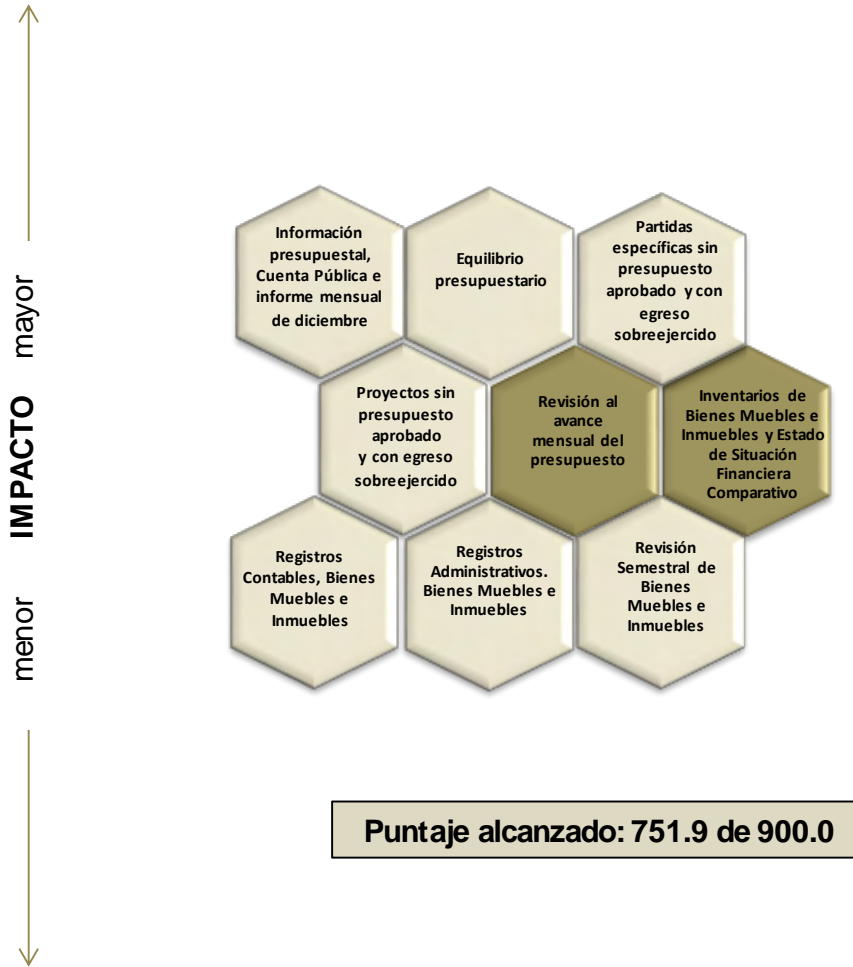 mayor
IMPACTO
menor
Información
presupuestal,
Cuenta Pública e
informe mensual
de diciembre
Equilibrio
presupuestario
Partidas
específicas sin
presupuesto
aprobado y con
egreso
sobreejercido
Proyectos sin
presupuesto
aprobado
y con egreso
sobreejercido
Revisión al
avance
mensual del
presupuesto
Inventarios de
Bienes Muebles e
Inmuebles y Estado
de Situación
Financiera
Comparativo
Registros
Contables, Bienes
Muebles e
Inmuebles
Registros
Administrativos.
Bienes Muebles e
Inmuebles
Revisión
Semestral de
Bienes
Muebles e
Inmuebles
Puntaje alcanzado: 751.9 de 900.0